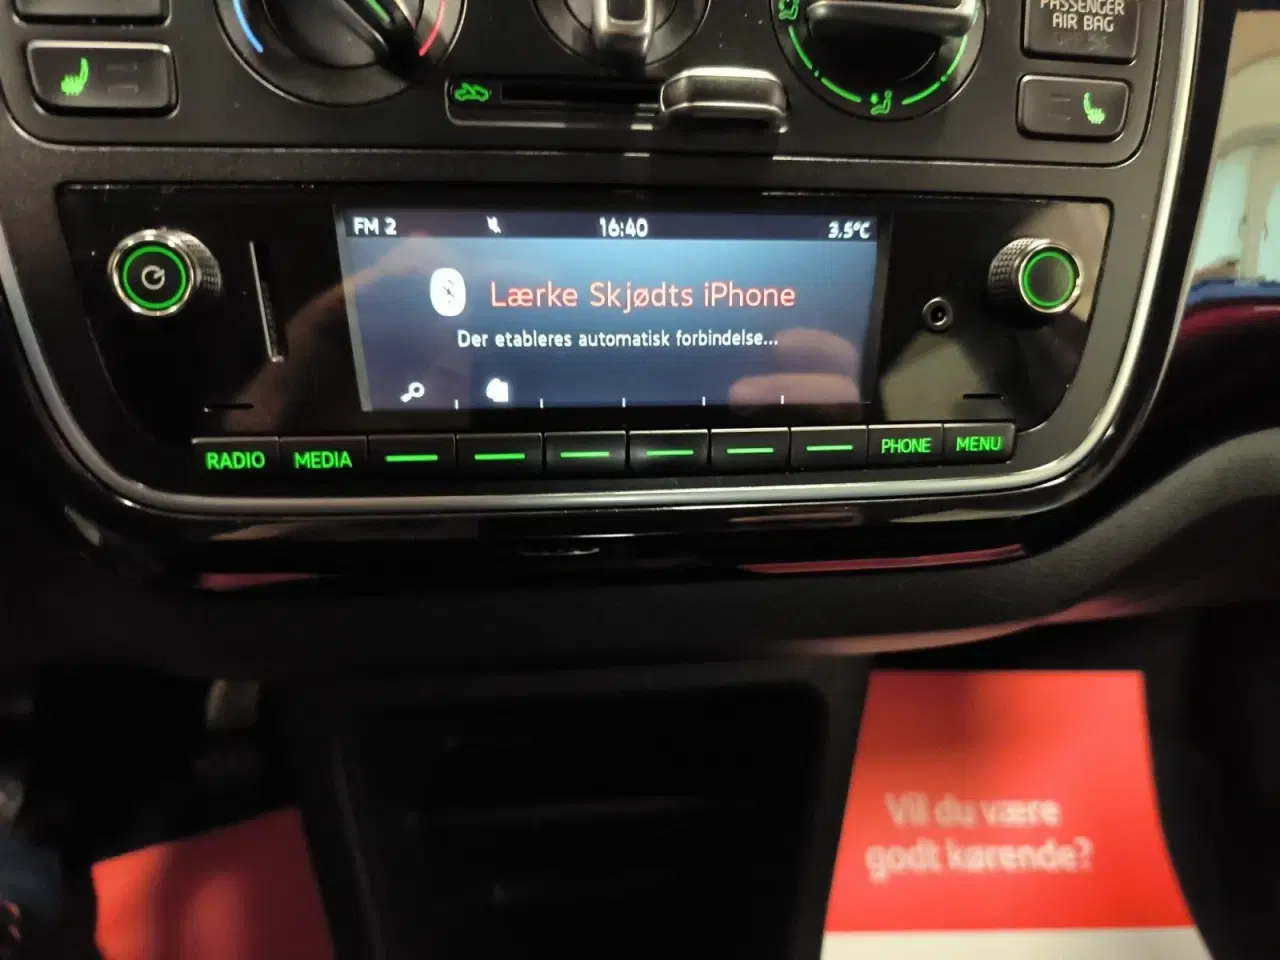 PASSENGER
AIR BAG
FM 2
16:40
3.5°C
Lærke Skjødts iPhone
Der etableres automatisk forbindelse...
RADIO
MEDIA
PHONE
MENU
Vil du være
godt kørende?